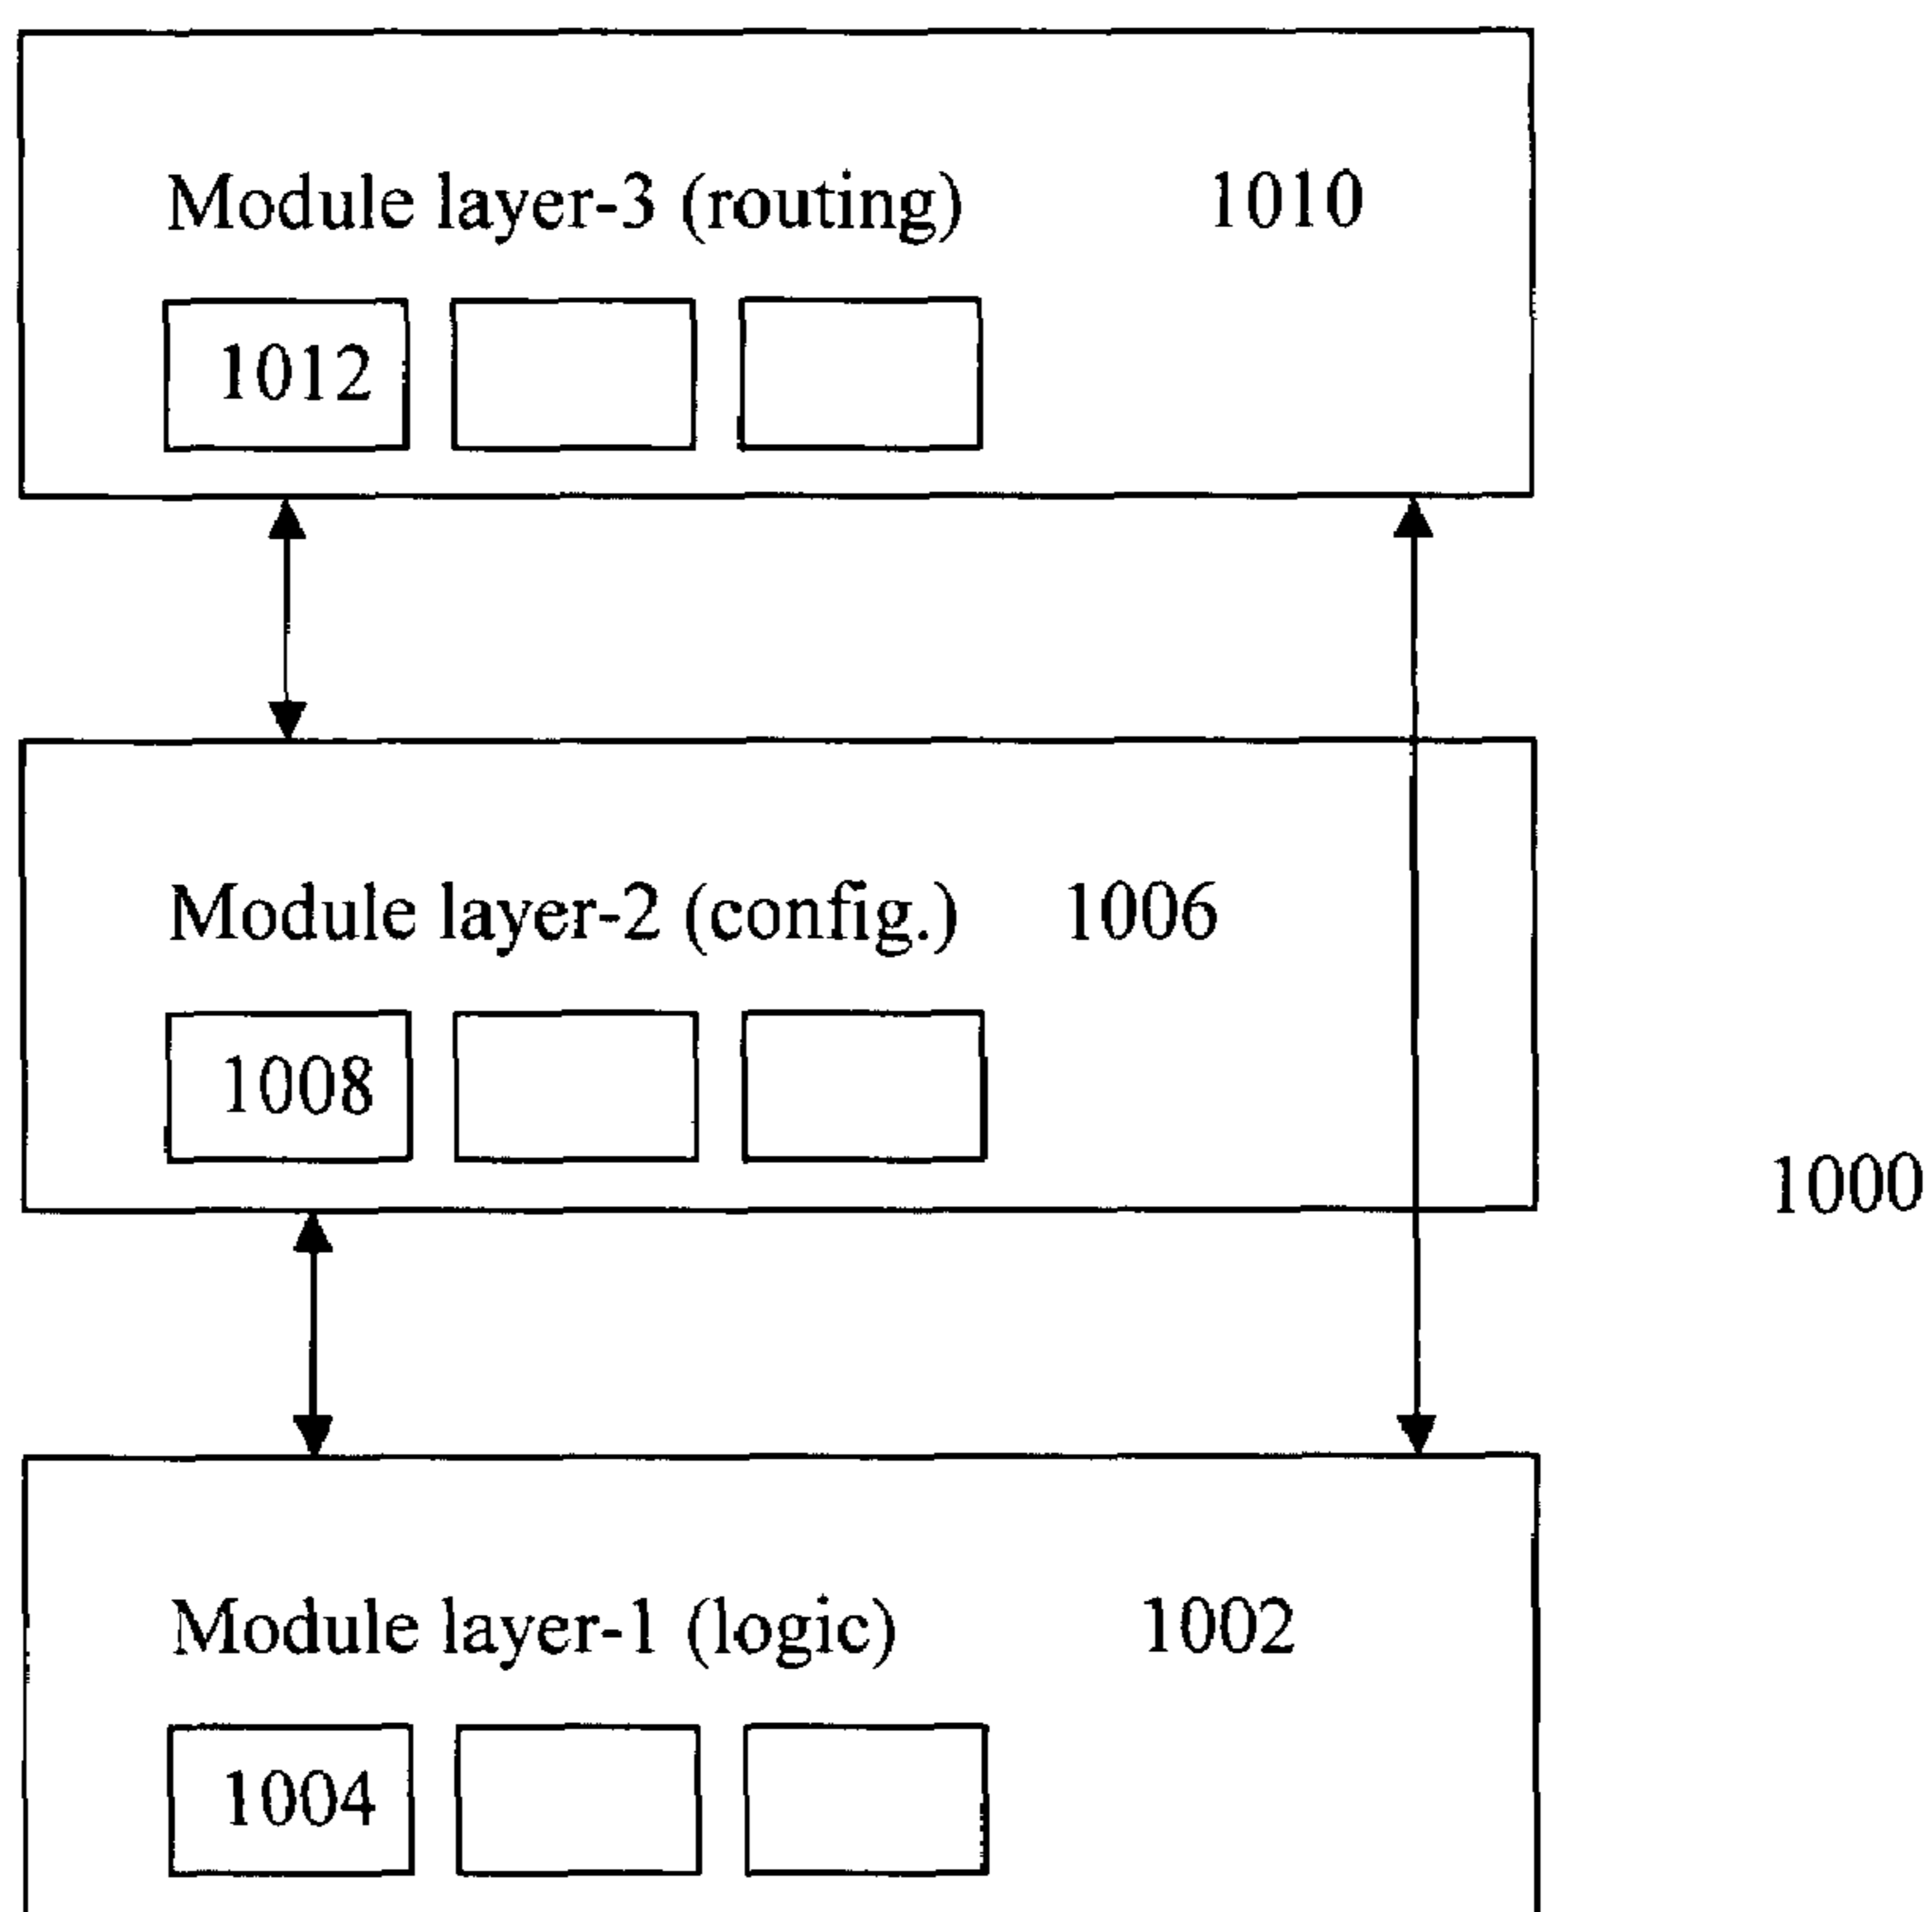 Module layer-3 (routing) 1010
1012
Module layer-2 (config.) 1006
1008
1000
Module layer-1 (logic) 1002
1004